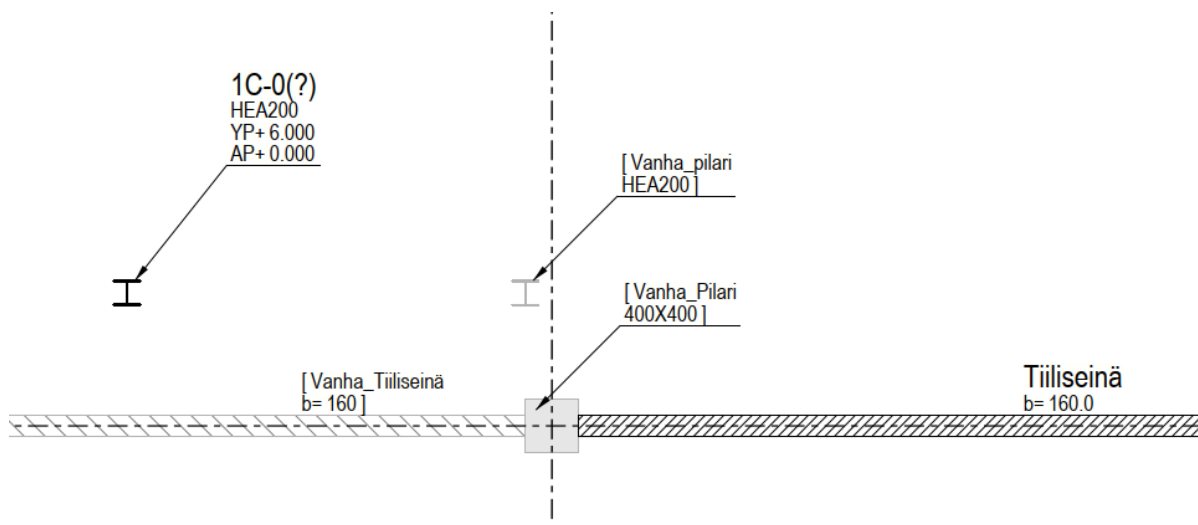 1C-0(?)
HEA200
YP+ 6.000
AP+ 0.000
[ Vanha_pilari
HEA200 ]
[ Vanha_Pilari
400X400 ]
[ Vanha_Tiiliseinä
b= 160 ]
Tiiliseinä
b= 160.0